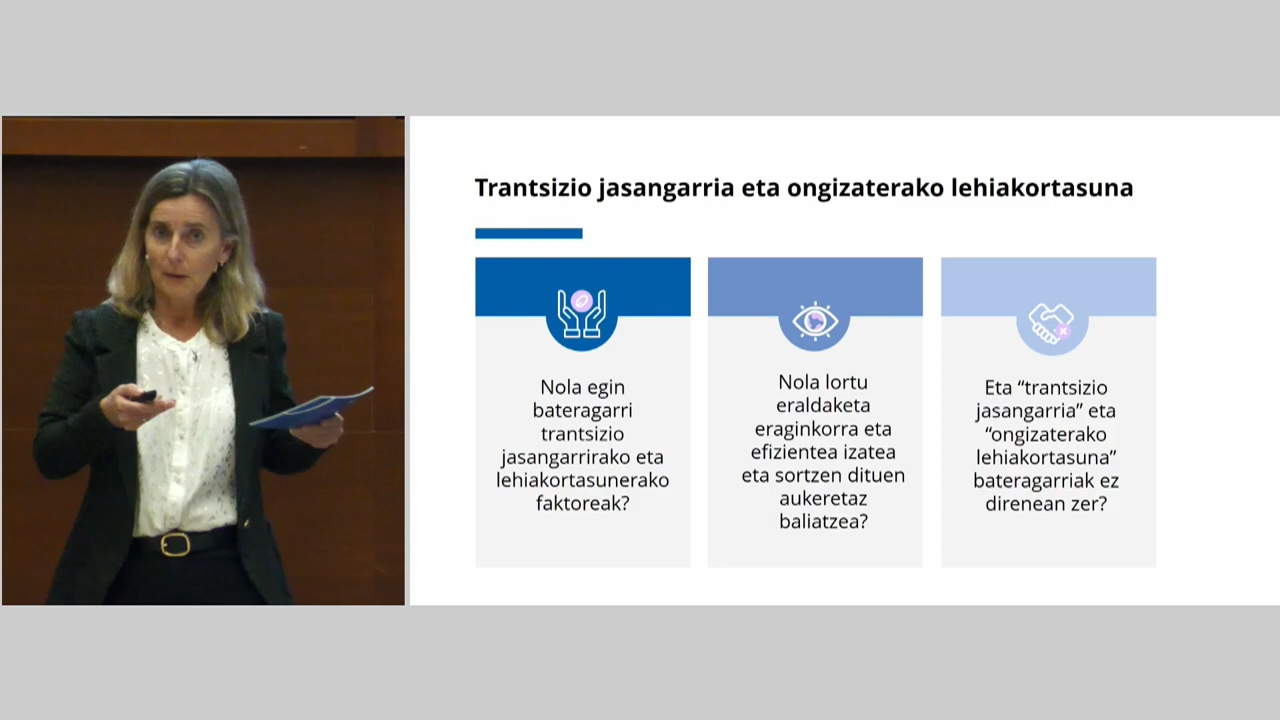 Trantsizio jasangarria eta ongizaterako lehiakortasuna
Nola egin
bateragarri
trantsizio
jasangarrirako eta
lehiakortasunerako
faktoreak?
Nola lortu
eraldaketa
eraginkorra eta
efizientea izatea
eta sortzen dituen
aukeretaz
baliatzea?
Eta “trantsizio
jasangarria” eta
“ongizaterako
lehiakortasuna”
bateragarriak ez
direnean zer?